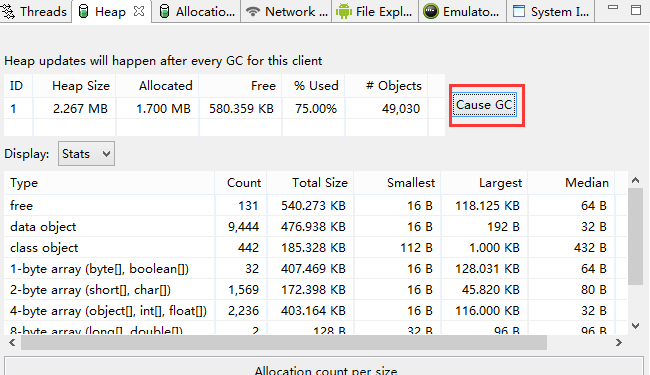 Threads Heap Allocatio... Network ... File Expl... Emulato... System I...
Heap updates will happen after every GC for this client
ID Heap Size Allocated Free % Used # Objects
1 2.267 MB 1.700 MB 580.359 KB 75.00% 49,030
Cause GC
Display: Stats
Type Count Total Size Smallest Largest Median
free 131 540.273 KB 16 B 118.125 KB 64 B
data object 9,444 476.938 KB 16 B 192 B 32 B
class object 442 185.328 KB 112 B 1.000 KB 432 B
1-byte array (byte[], boolean[]) 32 407.469 KB 16 B 128.031 KB 64 B
2-byte array (short[], char[]) 1,569 172.398 KB 16 B 45.820 KB 80 B
4-byte array (object[], int[], float[]) 2,236 403.164 KB 16 B 116.000 KB 32 B
8-byte array (long[], double[]) 2 128 B 32 B 96 B 96 B
Allocation count per size